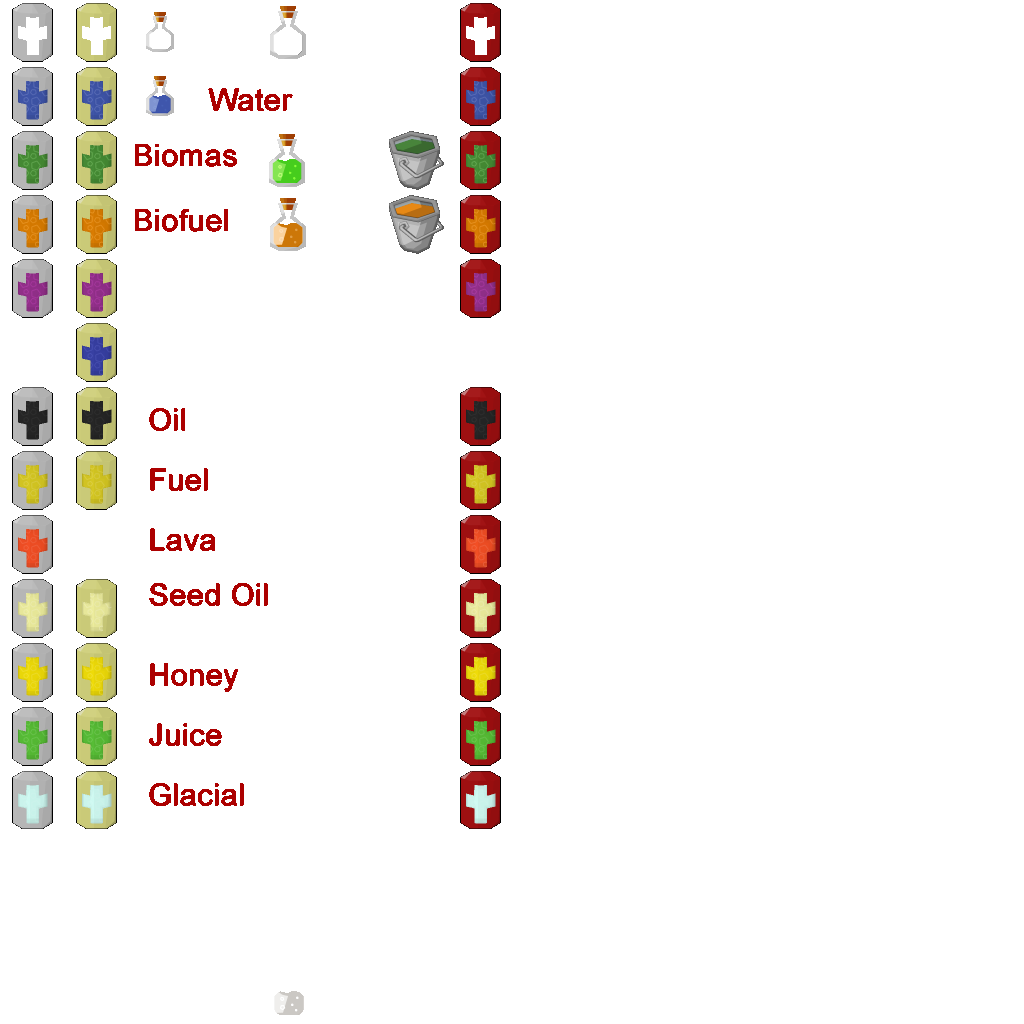 Water
Biomas
Biofuel
Oil
Fuel
Lava
Seed Oil
Honey
Juice
Glacial